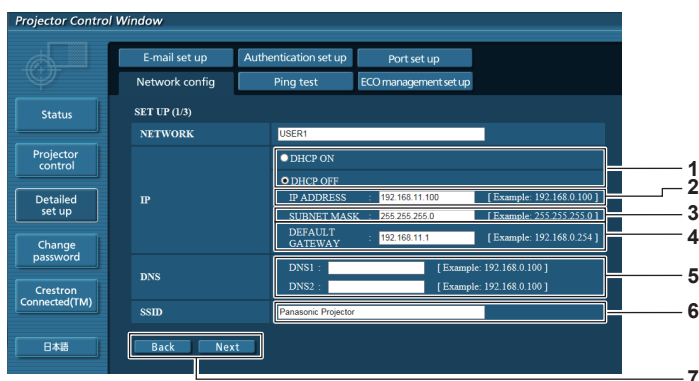 Projector Control Window
E-mail set up Authentication set up Port set up
Network config Ping test ECO management set up
Status
Projector control
Detailed set up
Change password
Crestron Connected(TM)
日本語
SET UP (1/3)
NETWORK USER1
IP
DHCP ON
DHCP OFF
IP ADDRESS : 192.168.11.100 [ Example: 192.168.0.100 ]
SUBNET MASK : 255.255.255.0 [ Example: 255.255.255.0 ]
DEFAULT GATEWAY : 192.168.11.1 [ Example: 192.168.0.254 ]
DNS
DNS1 : [ Example: 192.168.0.100 ]
DNS2 : [ Example: 192.168.0.100 ]
SSID Panasonic Projector
Back Next
1
2
3
4
5
6
7